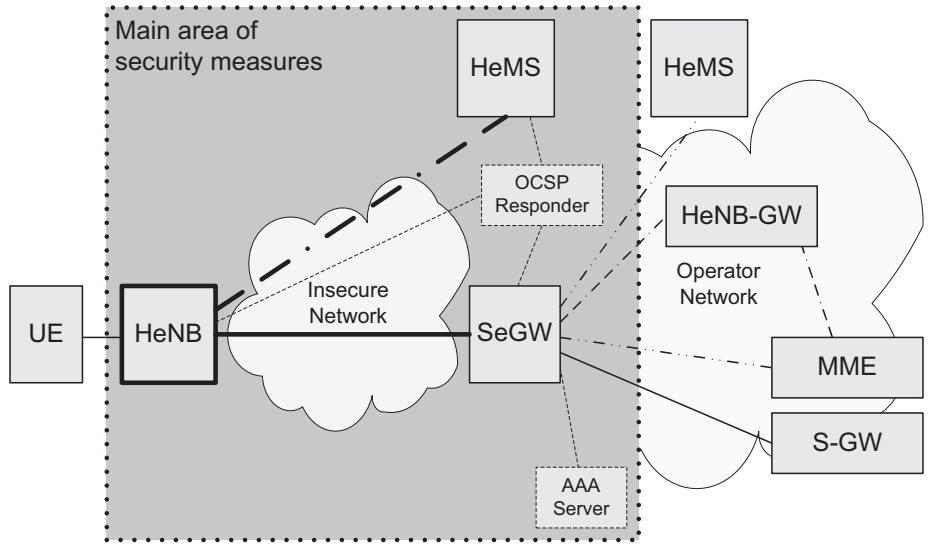 Main area of
security measures
HeMS
HeMS
OCSP
Responder
HeNB-GW
Operator
Network
Insecure
Network
UE
HeNB
SeGW
MME
S-GW
AAA
Server